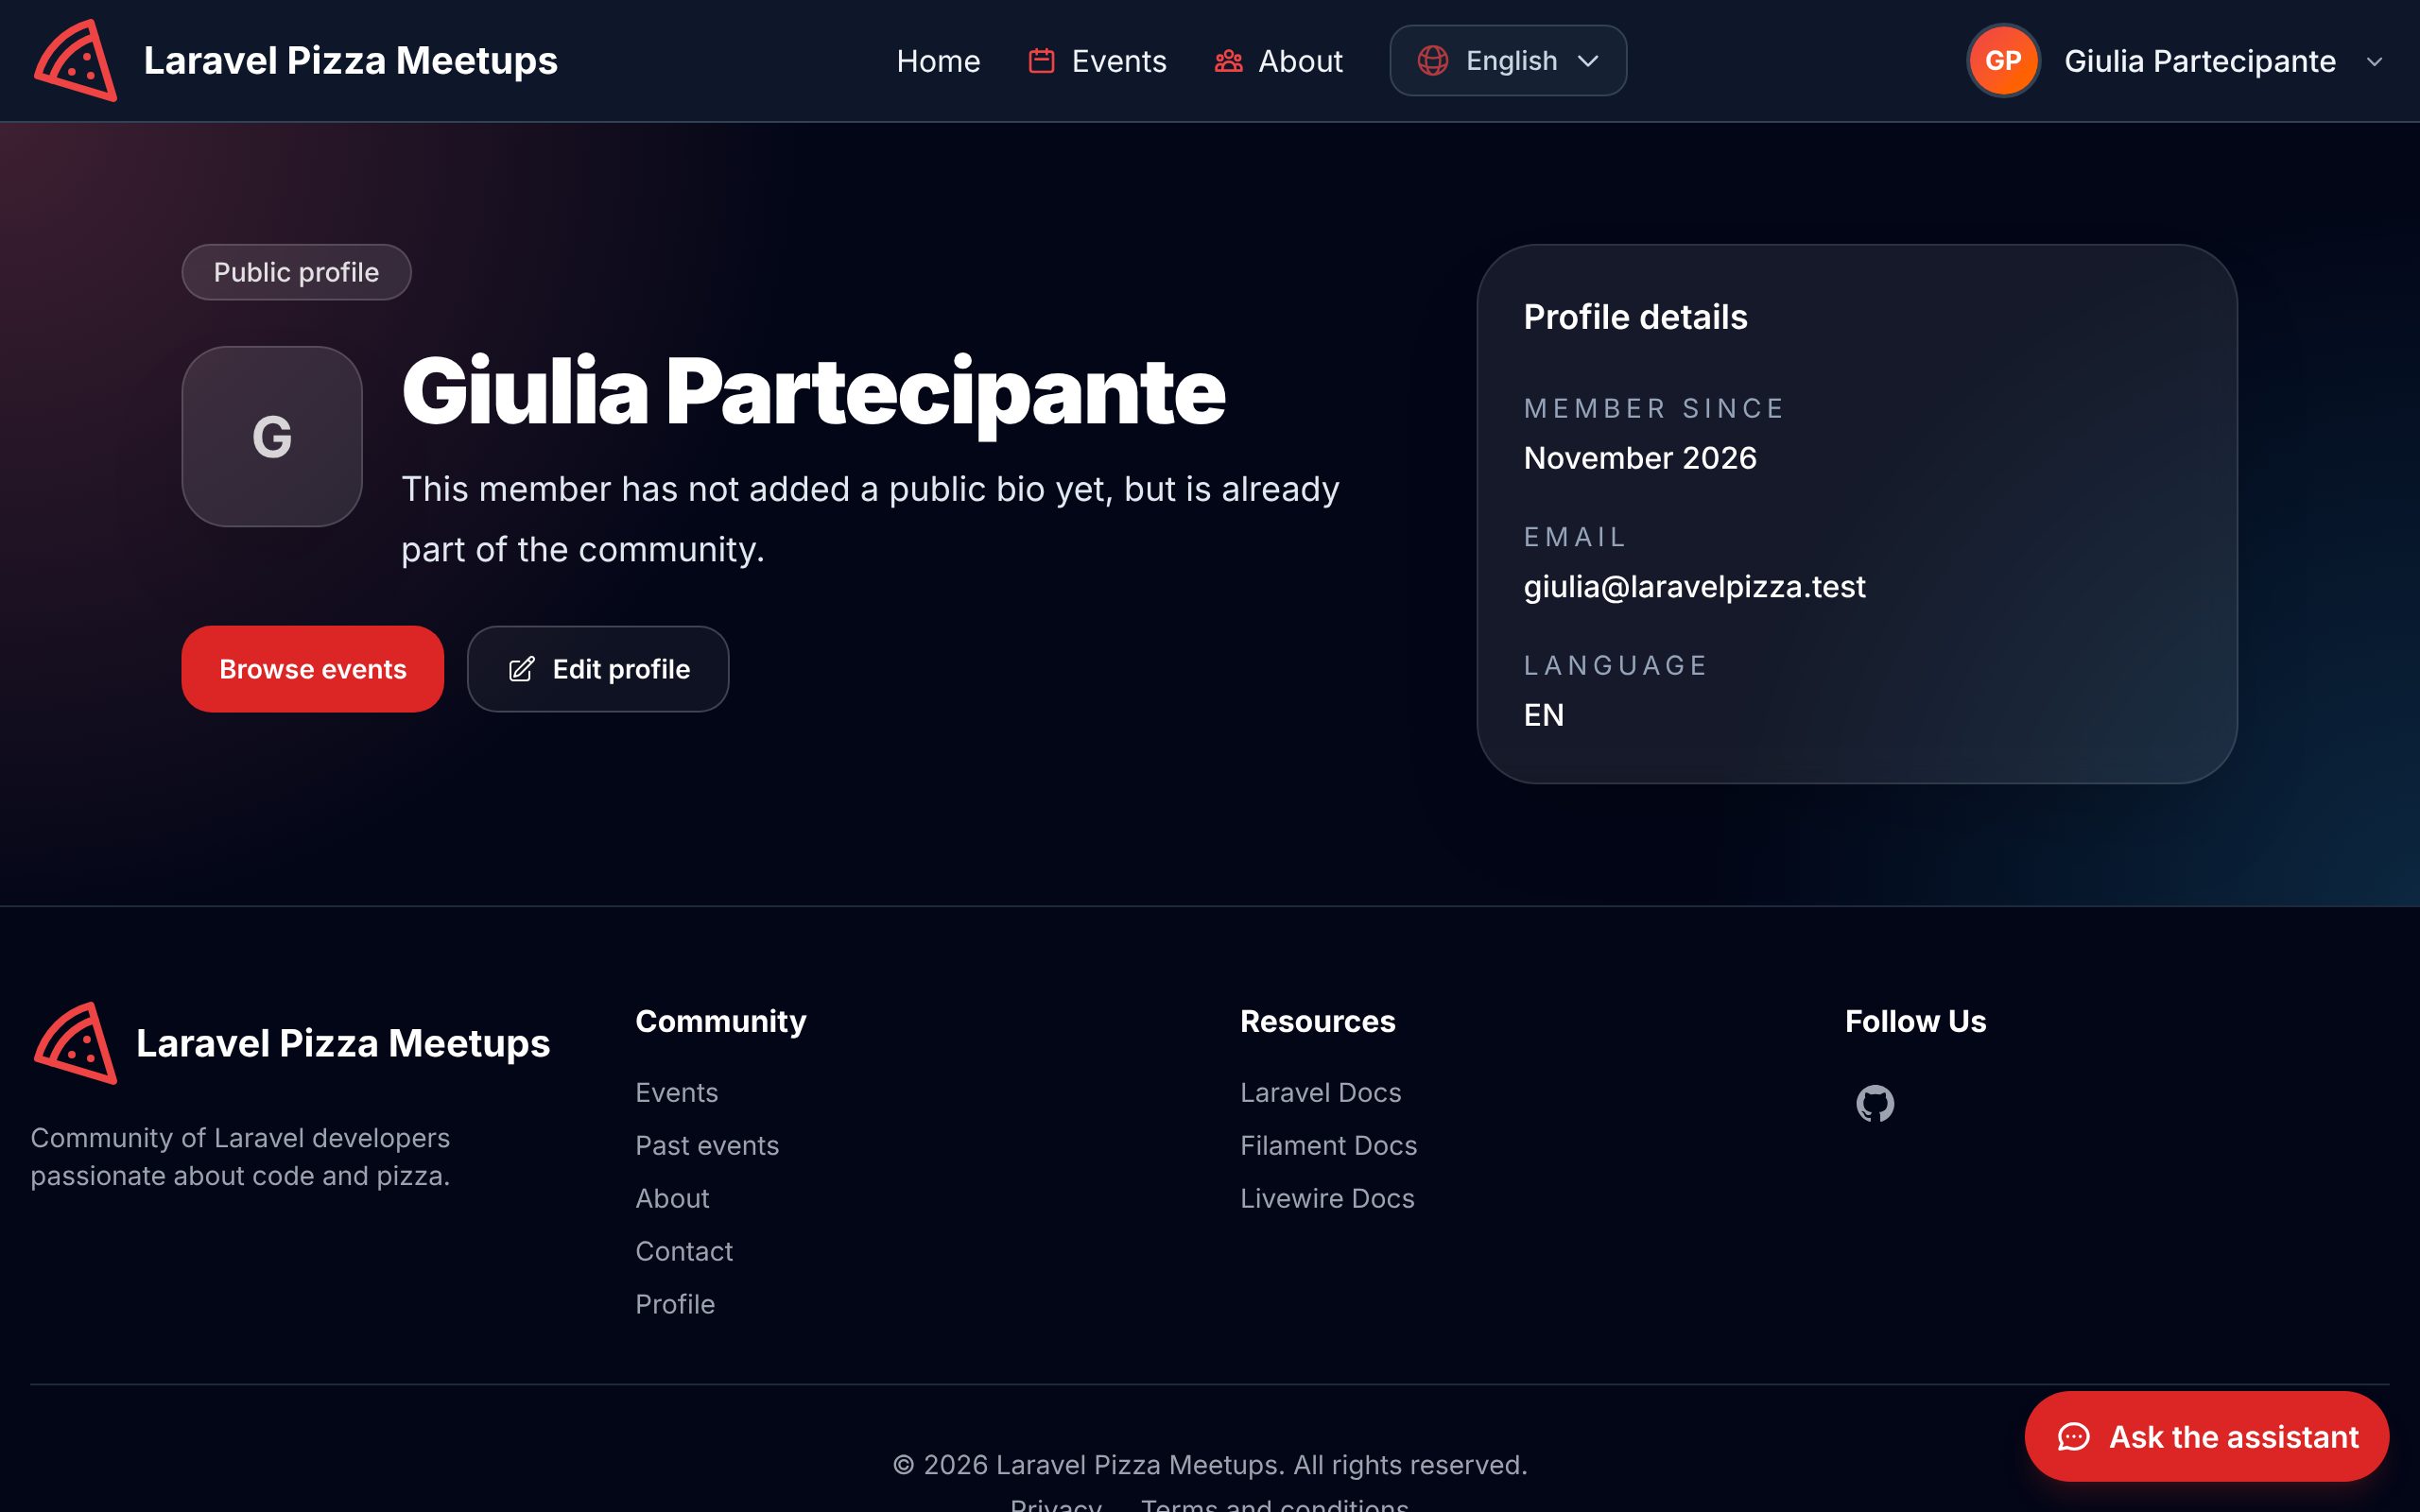 Laravel Pizza Meetups
Home
Events
About
English
GP
Giulia Partecipante
Public profile
G
Giulia Partecipante
This member has not added a public bio yet, but is already
part of the community.
Browse events
Edit profile
Profile details
MEMBER SINCE
November 2026
EMAIL
giulia@laravelpizza.test
LANGUAGE
EN
Laravel Pizza Meetups
Community of Laravel developers
passionate about code and pizza.
Community
Events
Past events
About
Contact
Profile
Resources
Laravel Docs
Filament Docs
Livewire Docs
Follow Us
Ask the assistant
© 2026 Laravel Pizza Meetups. All rights reserved.
Privacy
Terms and conditions